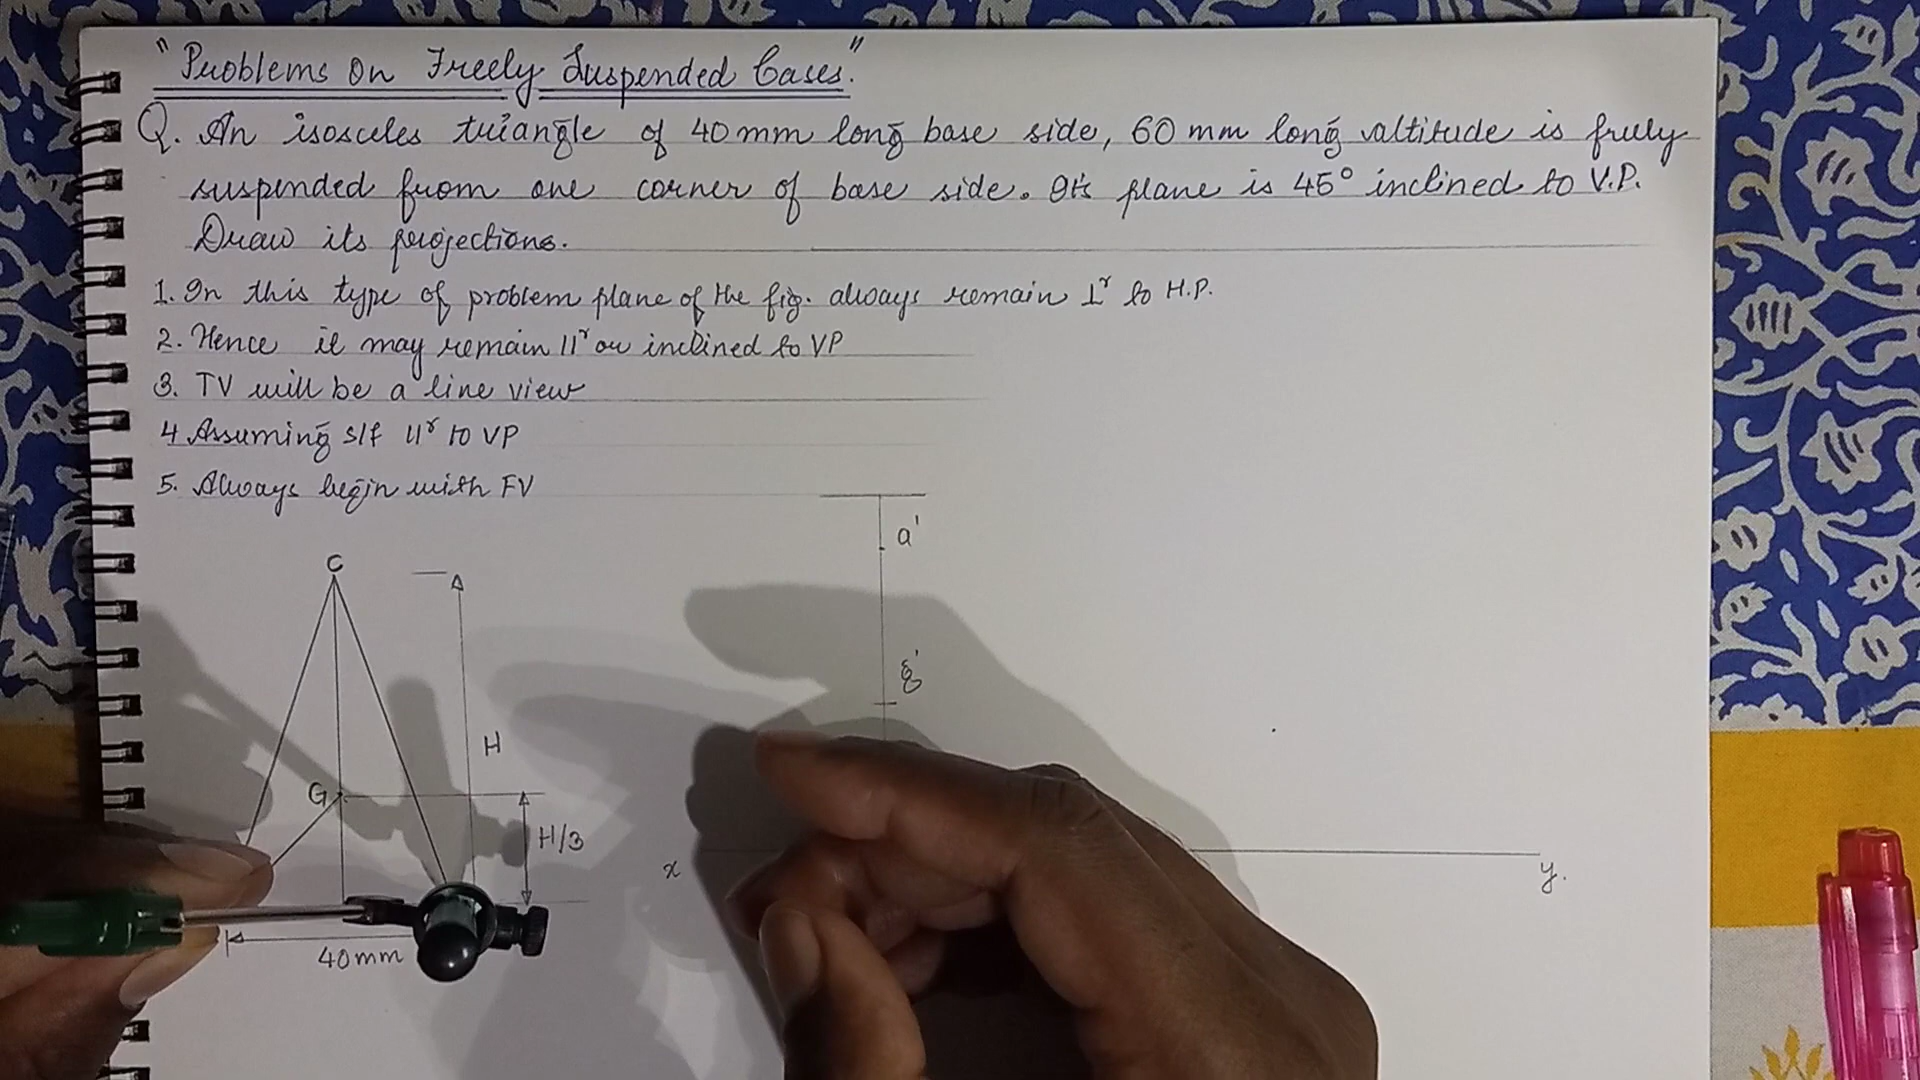 "Problems On Freely Suspended Cases."
Q. An isosceles triangle of 40 mm long base side, 60 mm long altitude is freely
suspended from one corner of base side. It's plane is 45° inclined to V.P.
Draw its projections.
1. In this type of problem plane of the fig. always remain ⊥r to H.P.
2. Hence it may remain 11r or inclined to VP
3. TV will be a line view
4 Assuming s/f 11r to VP
5. Always begin with FV
a'
C
g'
H
G
H/3
x
y.
40mm